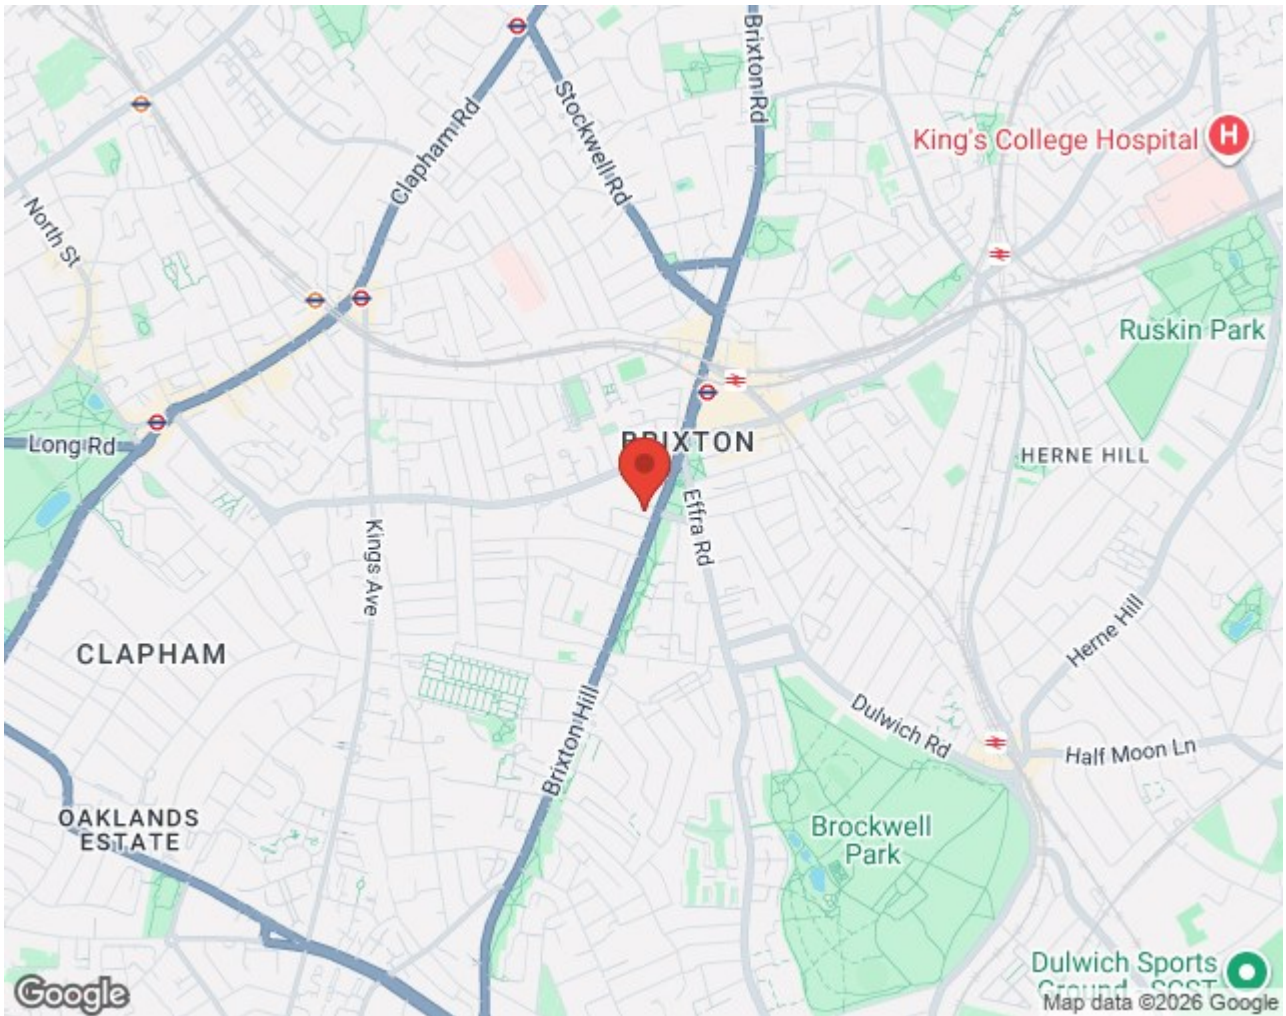 Brixton Rd
Stockwell Rd
Clapham Rd
King's College Hospital
H
North St
Ruskin Park
BRIXTON
Long Rd
HERNE HILL
Effra Rd
Kings Ave
Herne Hill
CLAPHAM
Brixton Hill
Dulwich Rd
Half Moon Ln
OAKLANDS
ESTATE
Brockwell
Park
Dulwich Sports
Ground - SCST
Google
Map data ©2026 Google